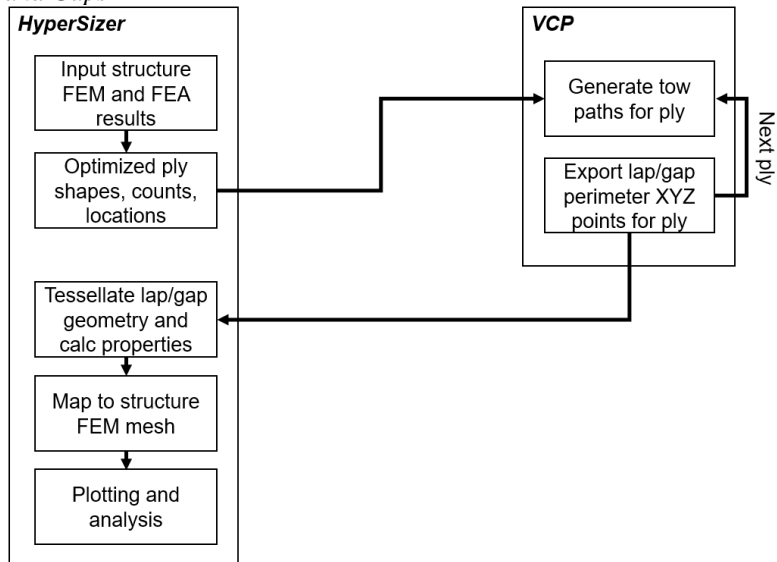 HyperSizer
Input structure
FEM and FEA
results
Optimized ply
shapes, counts,
locations
Tessellate lap/gap
geometry and
calc properties
Map to structure
FEM mesh
Plotting and
analysis
VCP
Generate tow
paths for ply
Export lap/gap
perimeter XYZ
points for ply
Next ply